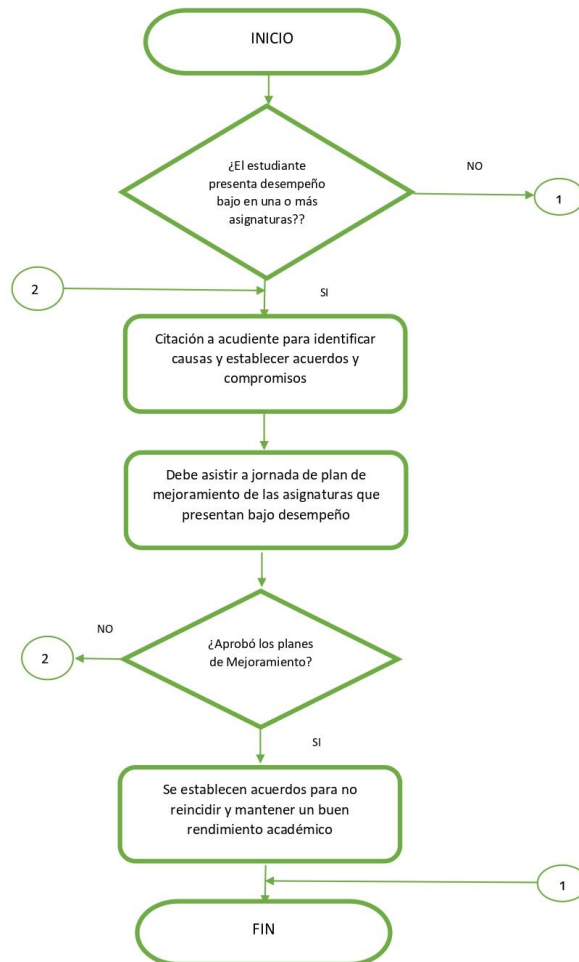 INICIO
¿El estudiante
presenta desempeño
bajo en una o más
asignaturas??
NO
1
2
SI
Citación a acudiente para identificar
causas y establecer acuerdos y
compromisos
Debe asistir a jornada de plan de
mejoramiento de las asignaturas que
presentan bajo desempeño
NO
2
¿Aprobó los planes
de Mejoramiento?
SI
Se establecen acuerdos para no
reincidir y mantener un buen
rendimiento académico
1
FIN